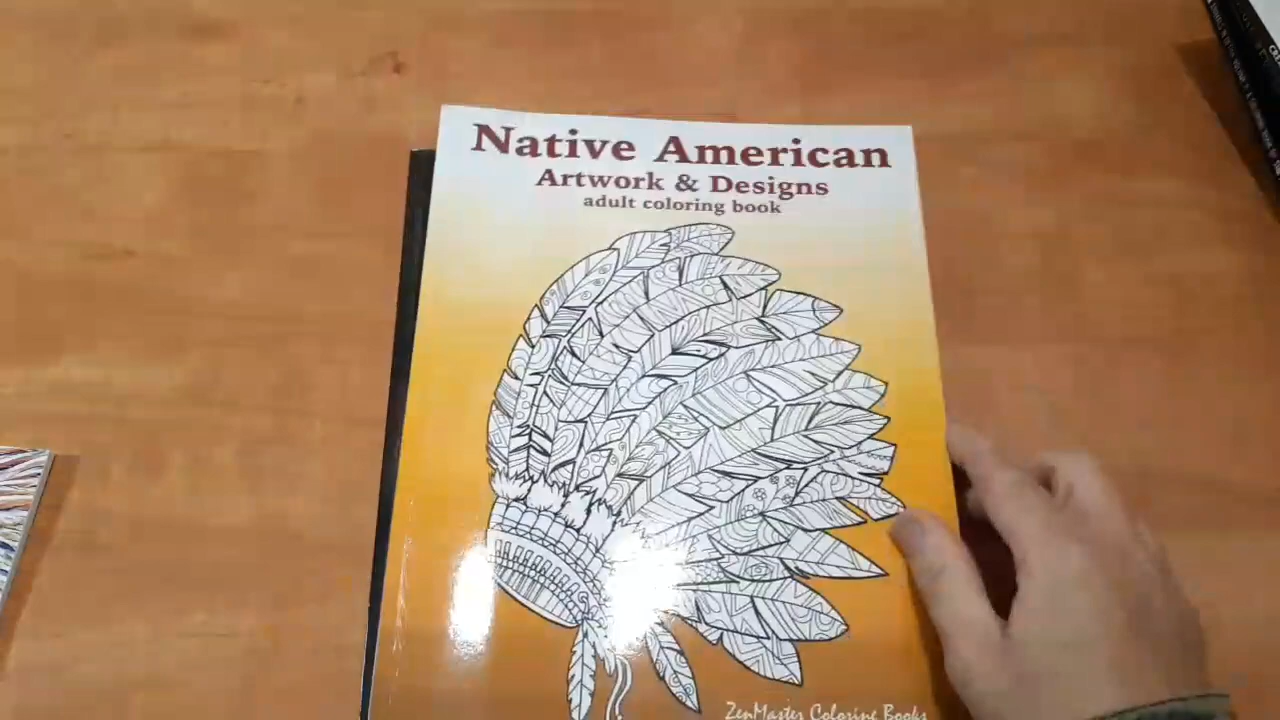 Native American
Artwork & Designs
adult coloring book
ZenMaster Coloring Books